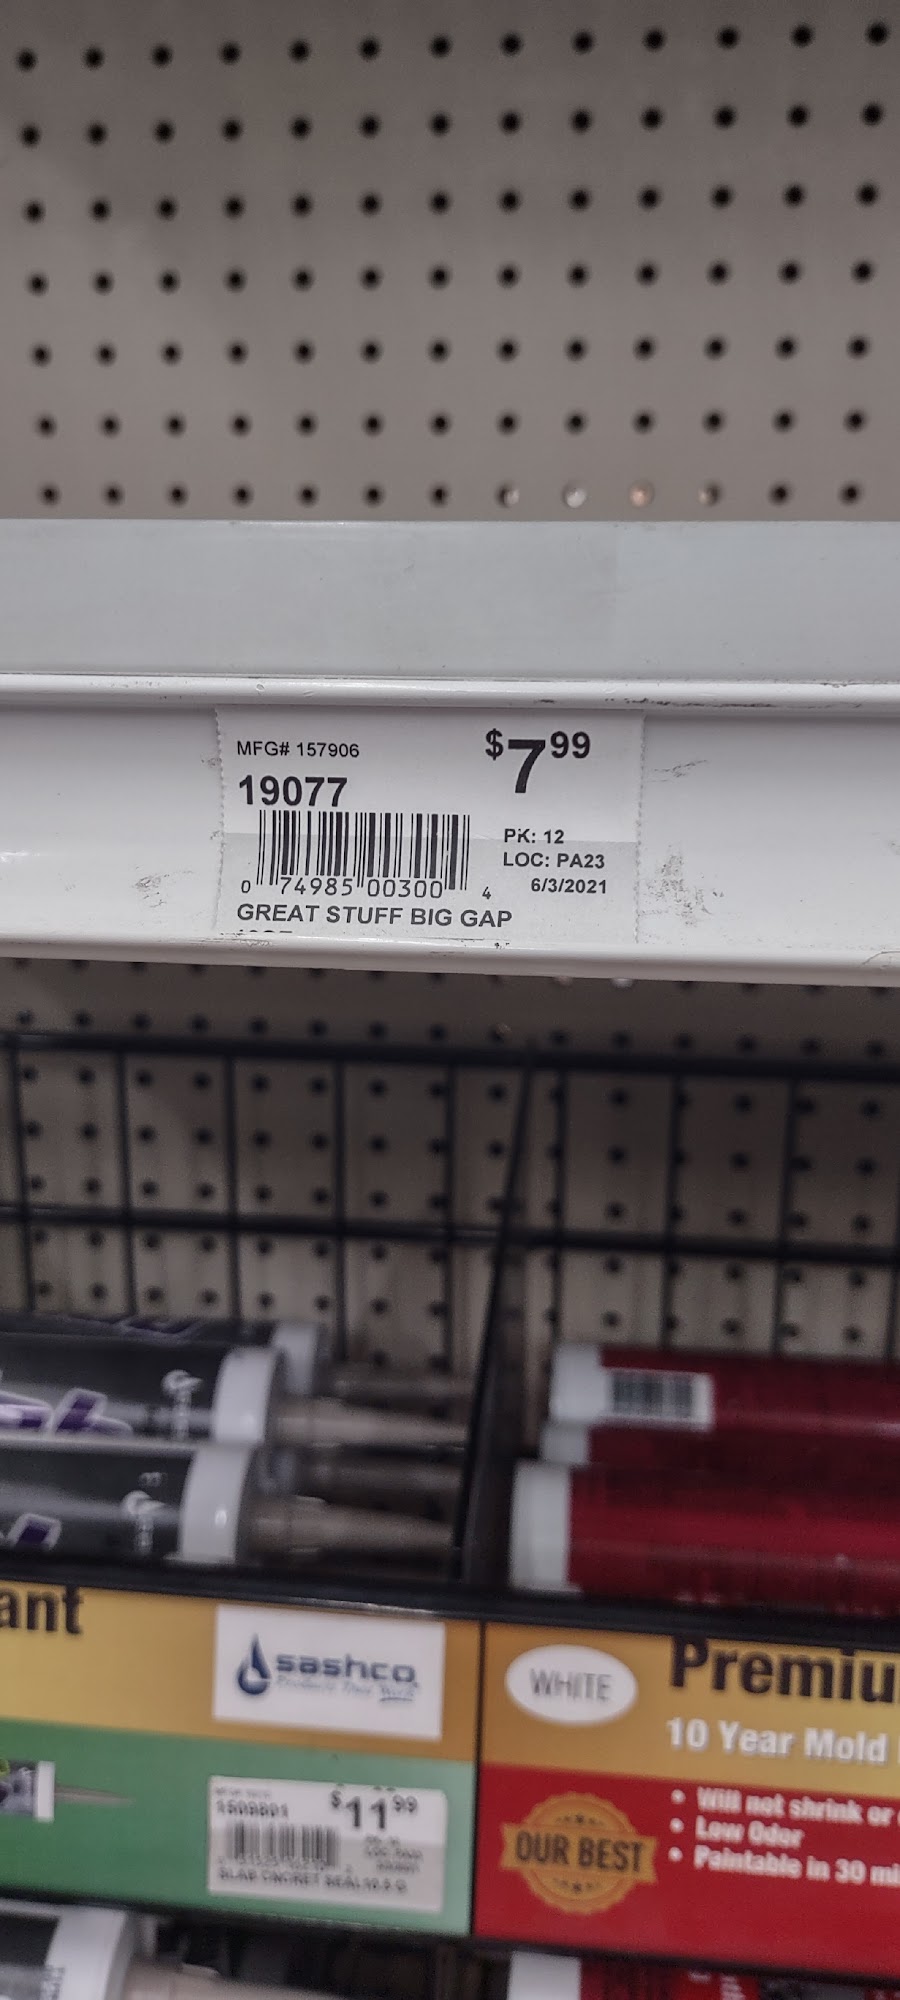 MFG# 157906
$7.99
19077
PK: 12
LOC: PA23
0 74985 00300 4
6/3/2021
GREAT STUFF BIG GAP
ant
sashco
WHITE
Premiu
10 Year Mold
$11.99
OUR BEST
• Will not shrink or
• Low Odor
• Paintable in 30 mi